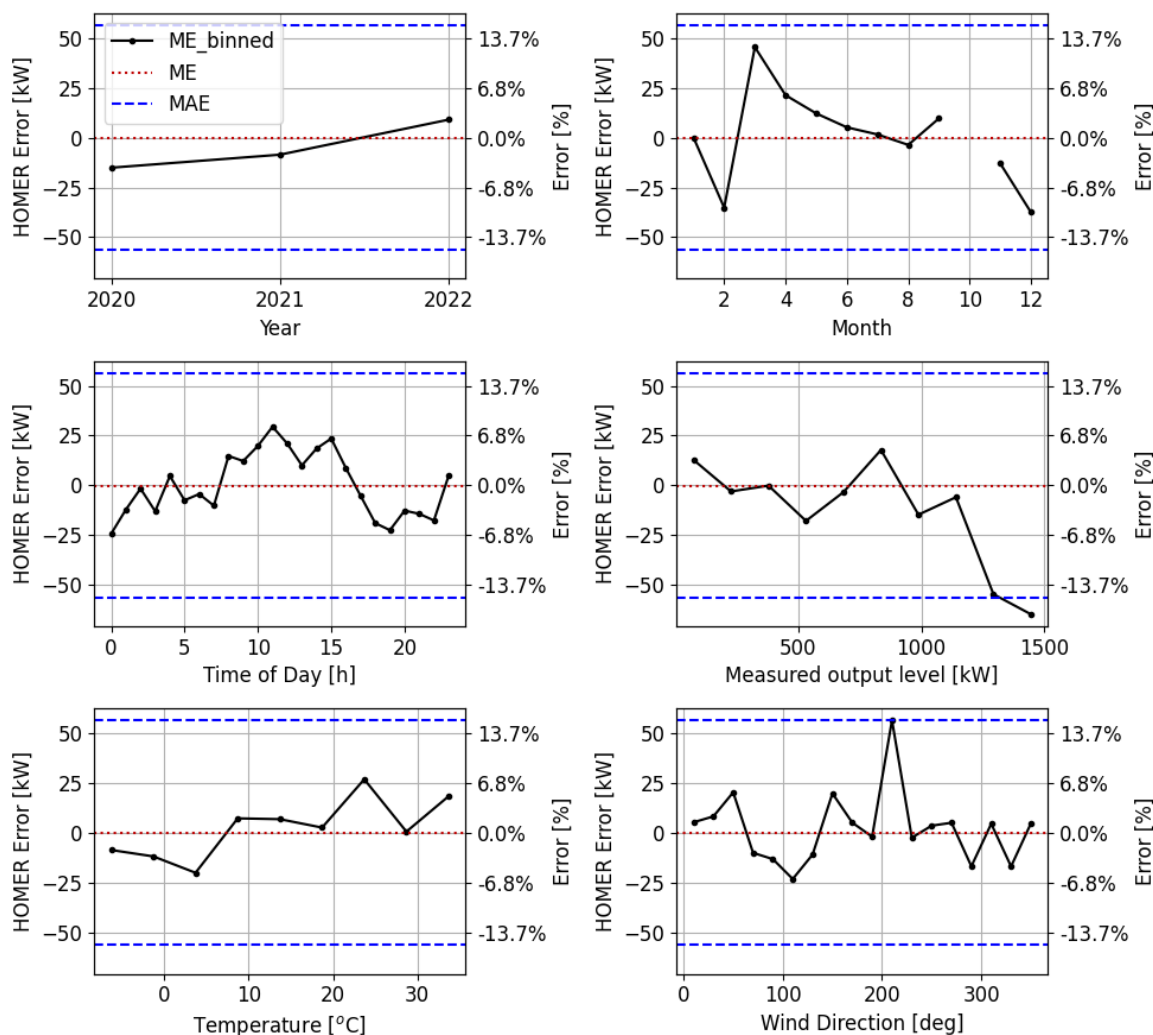 ME_binned
ME
MAE
HOMER Error [kW]
50
25
0
−25
−50
13.7%
6.8%
0.0%
-6.8%
-13.7%
Error [%]
2020 2021 2022
Year
HOMER Error [kW]
50
25
0
−25
−50
13.7%
6.8%
0.0%
-6.8%
-13.7%
Error [%]
2 4 6 8 10 12
Month
HOMER Error [kW]
50
25
0
−25
−50
13.7%
6.8%
0.0%
-6.8%
-13.7%
Error [%]
0 5 10 15 20
Time of Day [h]
HOMER Error [kW]
50
25
0
−25
−50
13.7%
6.8%
0.0%
-6.8%
-13.7%
Error [%]
500 1000 1500
Measured output level [kW]
HOMER Error [kW]
50
25
0
−25
−50
13.7%
6.8%
0.0%
-6.8%
-13.7%
Error [%]
0 10 20 30
Temperature [°C]
HOMER Error [kW]
50
25
0
−25
−50
13.7%
6.8%
0.0%
-6.8%
-13.7%
Error [%]
0 100 200 300
Wind Direction [deg]